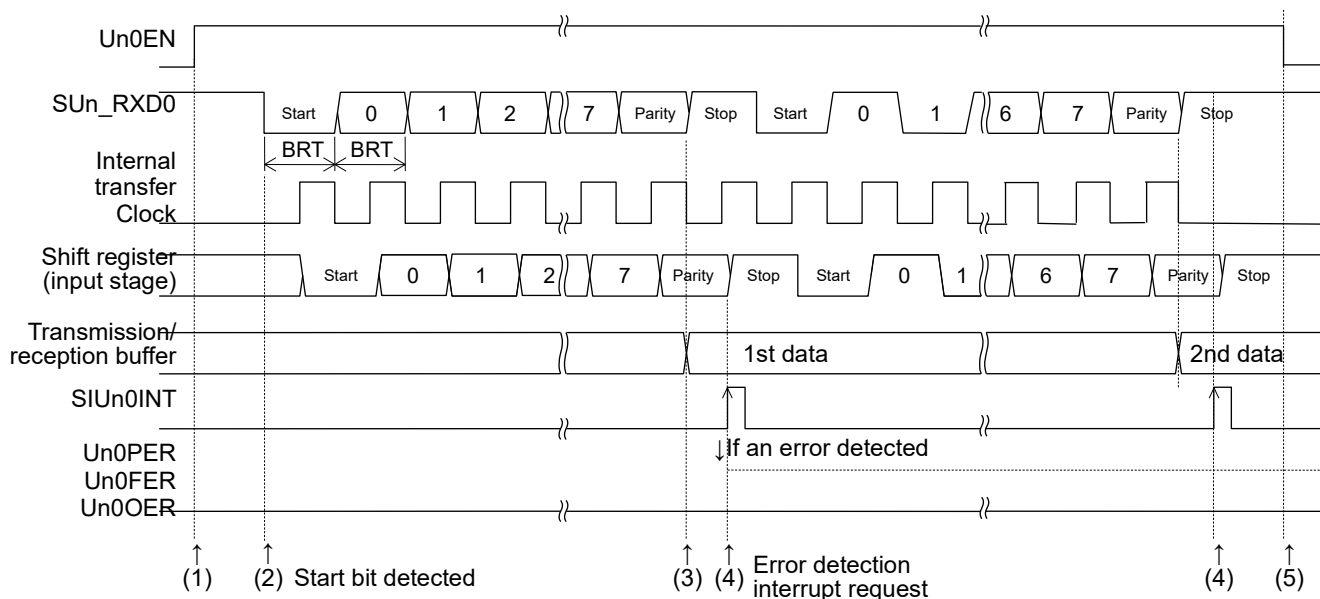 Un0EN
SUn_RXD0
Start 0 1 2 7 Parity Stop Start 0 1 6 7 Parity Stop
BRT BRT
Internal
transfer
Clock
Shift register
(input stage)
Start 0 1 2 7 Parity Stop Start 0 1 6 7 Parity Stop
Transmission/
reception buffer
1st data 2nd data
SIUn0INT
Un0PER
↓If an error detected
Un0FER
Un0OER
↑ ↑ ↑ ↑ ↑ ↑
(1) (2) Start bit detected (3) (4) Error detection
interrupt request
(4) (5)